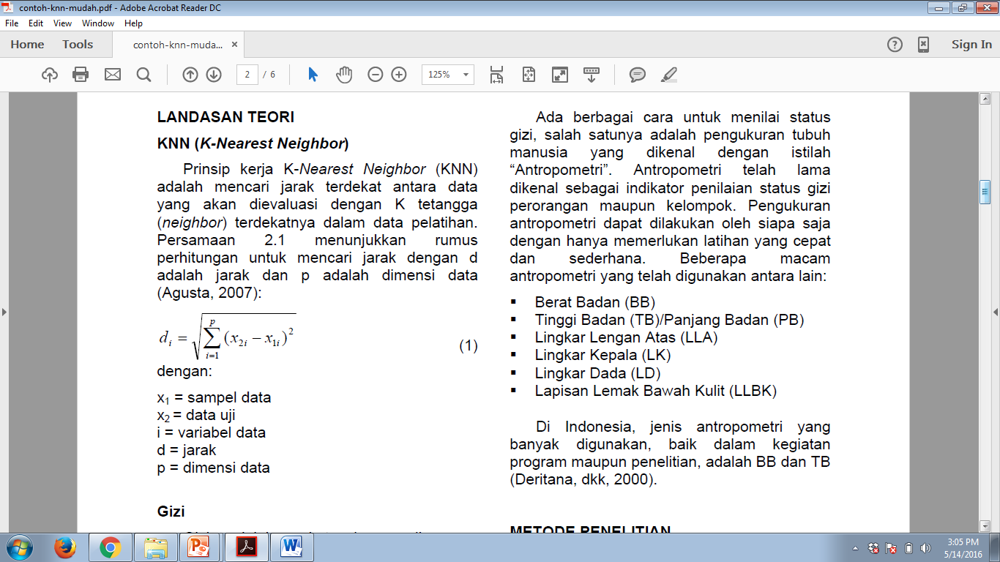 contoh-knn-mudah.pdf - Adobe Acrobat Reader DC
File Edit View Window Help
Home Tools contoh-knn-muda... × Sign In
2 / 6 125%
LANDASAN TEORI
KNN (K-Nearest Neighbor)
Prinsip kerja K-Nearest Neighbor (KNN)
adalah mencari jarak terdekat antara data
yang akan dievaluasi dengan K tetangga
(neighbor) terdekatnya dalam data pelatihan.
Persamaan 2.1 menunjukkan rumus
perhitungan untuk mencari jarak dengan d
adalah jarak dan p adalah dimensi data
(Agusta, 2007):
d_i = √(∑_{i=1}^{p} (x_{2i} − x_{1i})²) (1)
dengan:
x₁ = sampel data
x₂ = data uji
i = variabel data
d = jarak
p = dimensi data
Gizi
Ada berbagai cara untuk menilai status
gizi, salah satunya adalah pengukuran tubuh
manusia yang dikenal dengan istilah
“Antropometri”. Antropometri telah lama
dikenal sebagai indikator penilaian status gizi
perorangan maupun kelompok. Pengukuran
antropometri dapat dilakukan oleh siapa saja
dengan hanya memerlukan latihan yang cepat
dan sederhana. Beberapa macam
antropometri yang telah digunakan antara lain:
▪ Berat Badan (BB)
▪ Tinggi Badan (TB)/Panjang Badan (PB)
▪ Lingkar Lengan Atas (LLA)
▪ Lingkar Kepala (LK)
▪ Lingkar Dada (LD)
▪ Lapisan Lemak Bawah Kulit (LLBK)
Di Indonesia, jenis antropometri yang
banyak digunakan, baik dalam kegiatan
program maupun penelitian, adalah BB dan TB
(Deritana, dkk, 2000).
METODE PENELITIAN
3:05 PM
5/14/2016